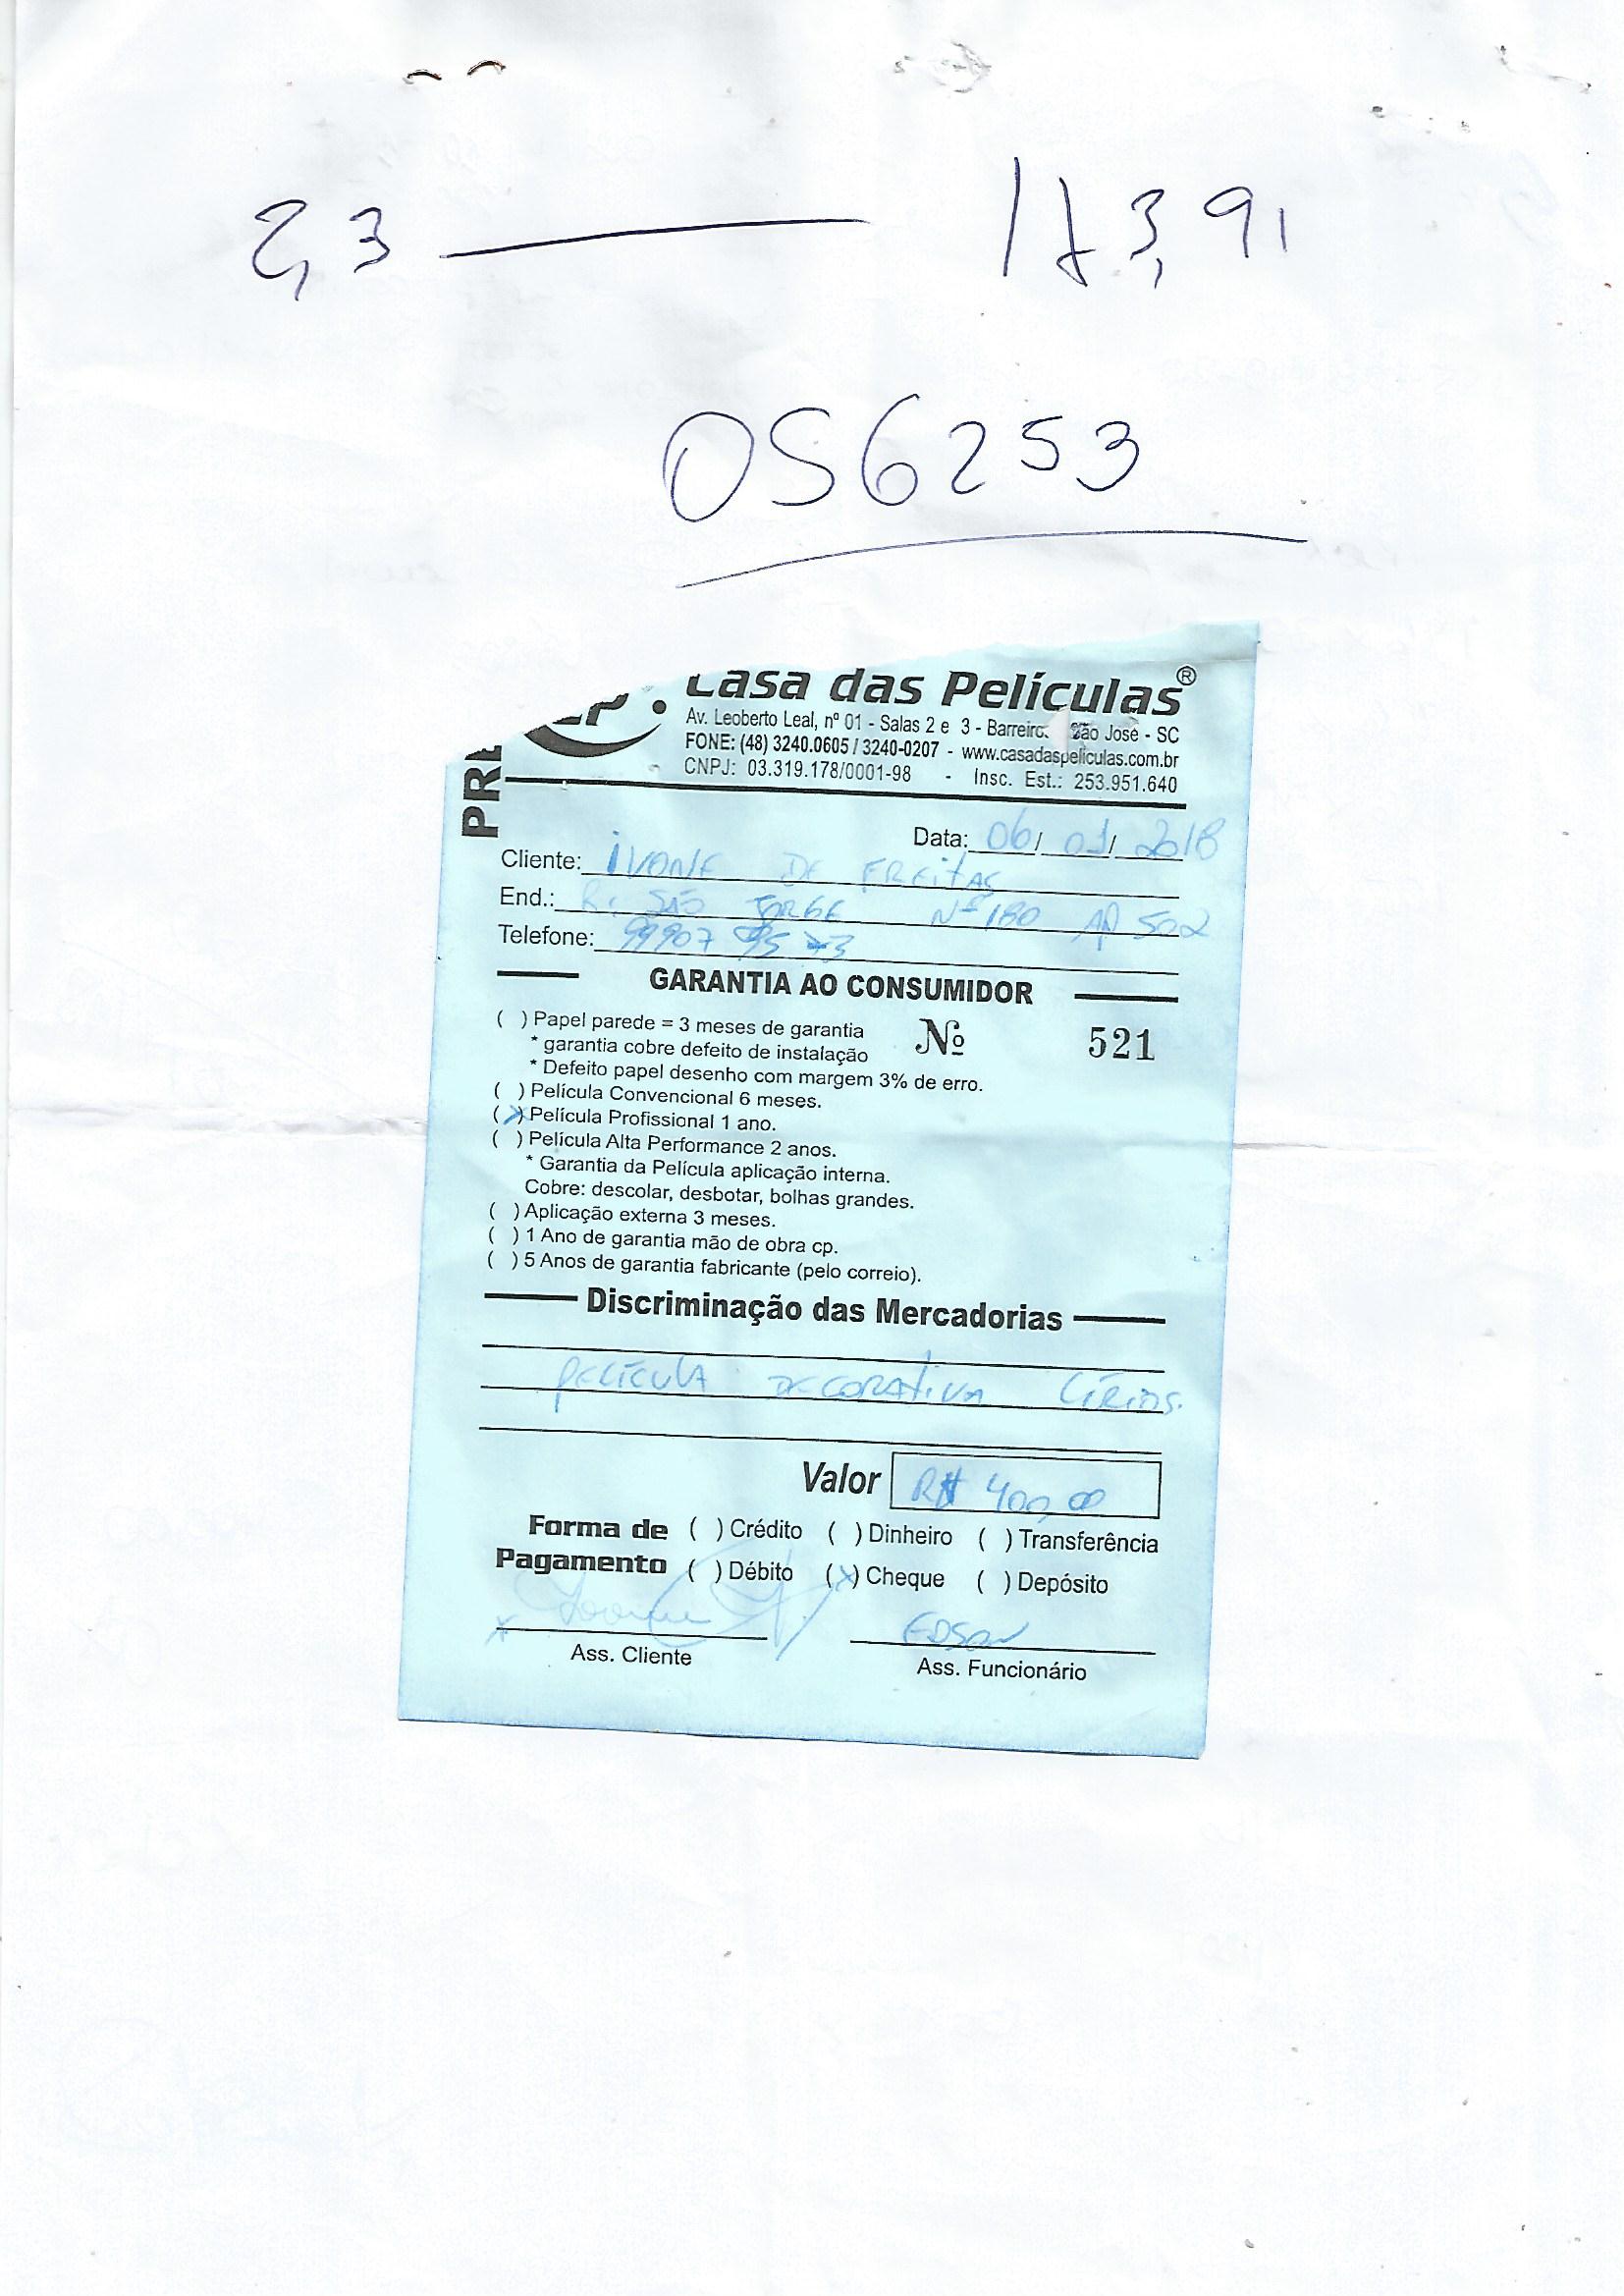 2,3 — 173,91
OS6253
Casa das Películas®
Av. Leoberto Leal, nº 01 - Salas 2 e 3 - Barreiros São José - SC
FONE: (48) 3240.0605 / 3240-0207 - www.casadaspeliculas.com.br
CNPJ: 03.319.178/0001-98 - Insc. Est.: 253.951.640
PRE
Data: 06/ 01/ 2018
Cliente: IVONE DE FREITAS
End.: R. SÃO JORGE Nº 180 AP 502
Telefone: 99907
GARANTIA AO CONSUMIDOR
( ) Papel parede = 3 meses de garantia Nº 521
* garantia cobre defeito de instalação
* Defeito papel desenho com margem 3% de erro.
( ) Película Convencional 6 meses.
(X) Película Profissional 1 ano.
( ) Película Alta Performance 2 anos.
* Garantia da Película aplicação interna.
Cobre: descolar, desbotar, bolhas grandes.
( ) Aplicação externa 3 meses.
( ) 1 Ano de garantia mão de obra cp.
( ) 5 Anos de garantia fabricante (pelo correio).
Discriminação das Mercadorias
PELÍCULA DECORATIVA LÍRIOS.
Valor R$ 400,00
Forma de ( ) Crédito ( ) Dinheiro ( ) Transferência
Pagamento ( ) Débito (X) Cheque ( ) Depósito
X EDSON
Ass. Cliente Ass. Funcionário